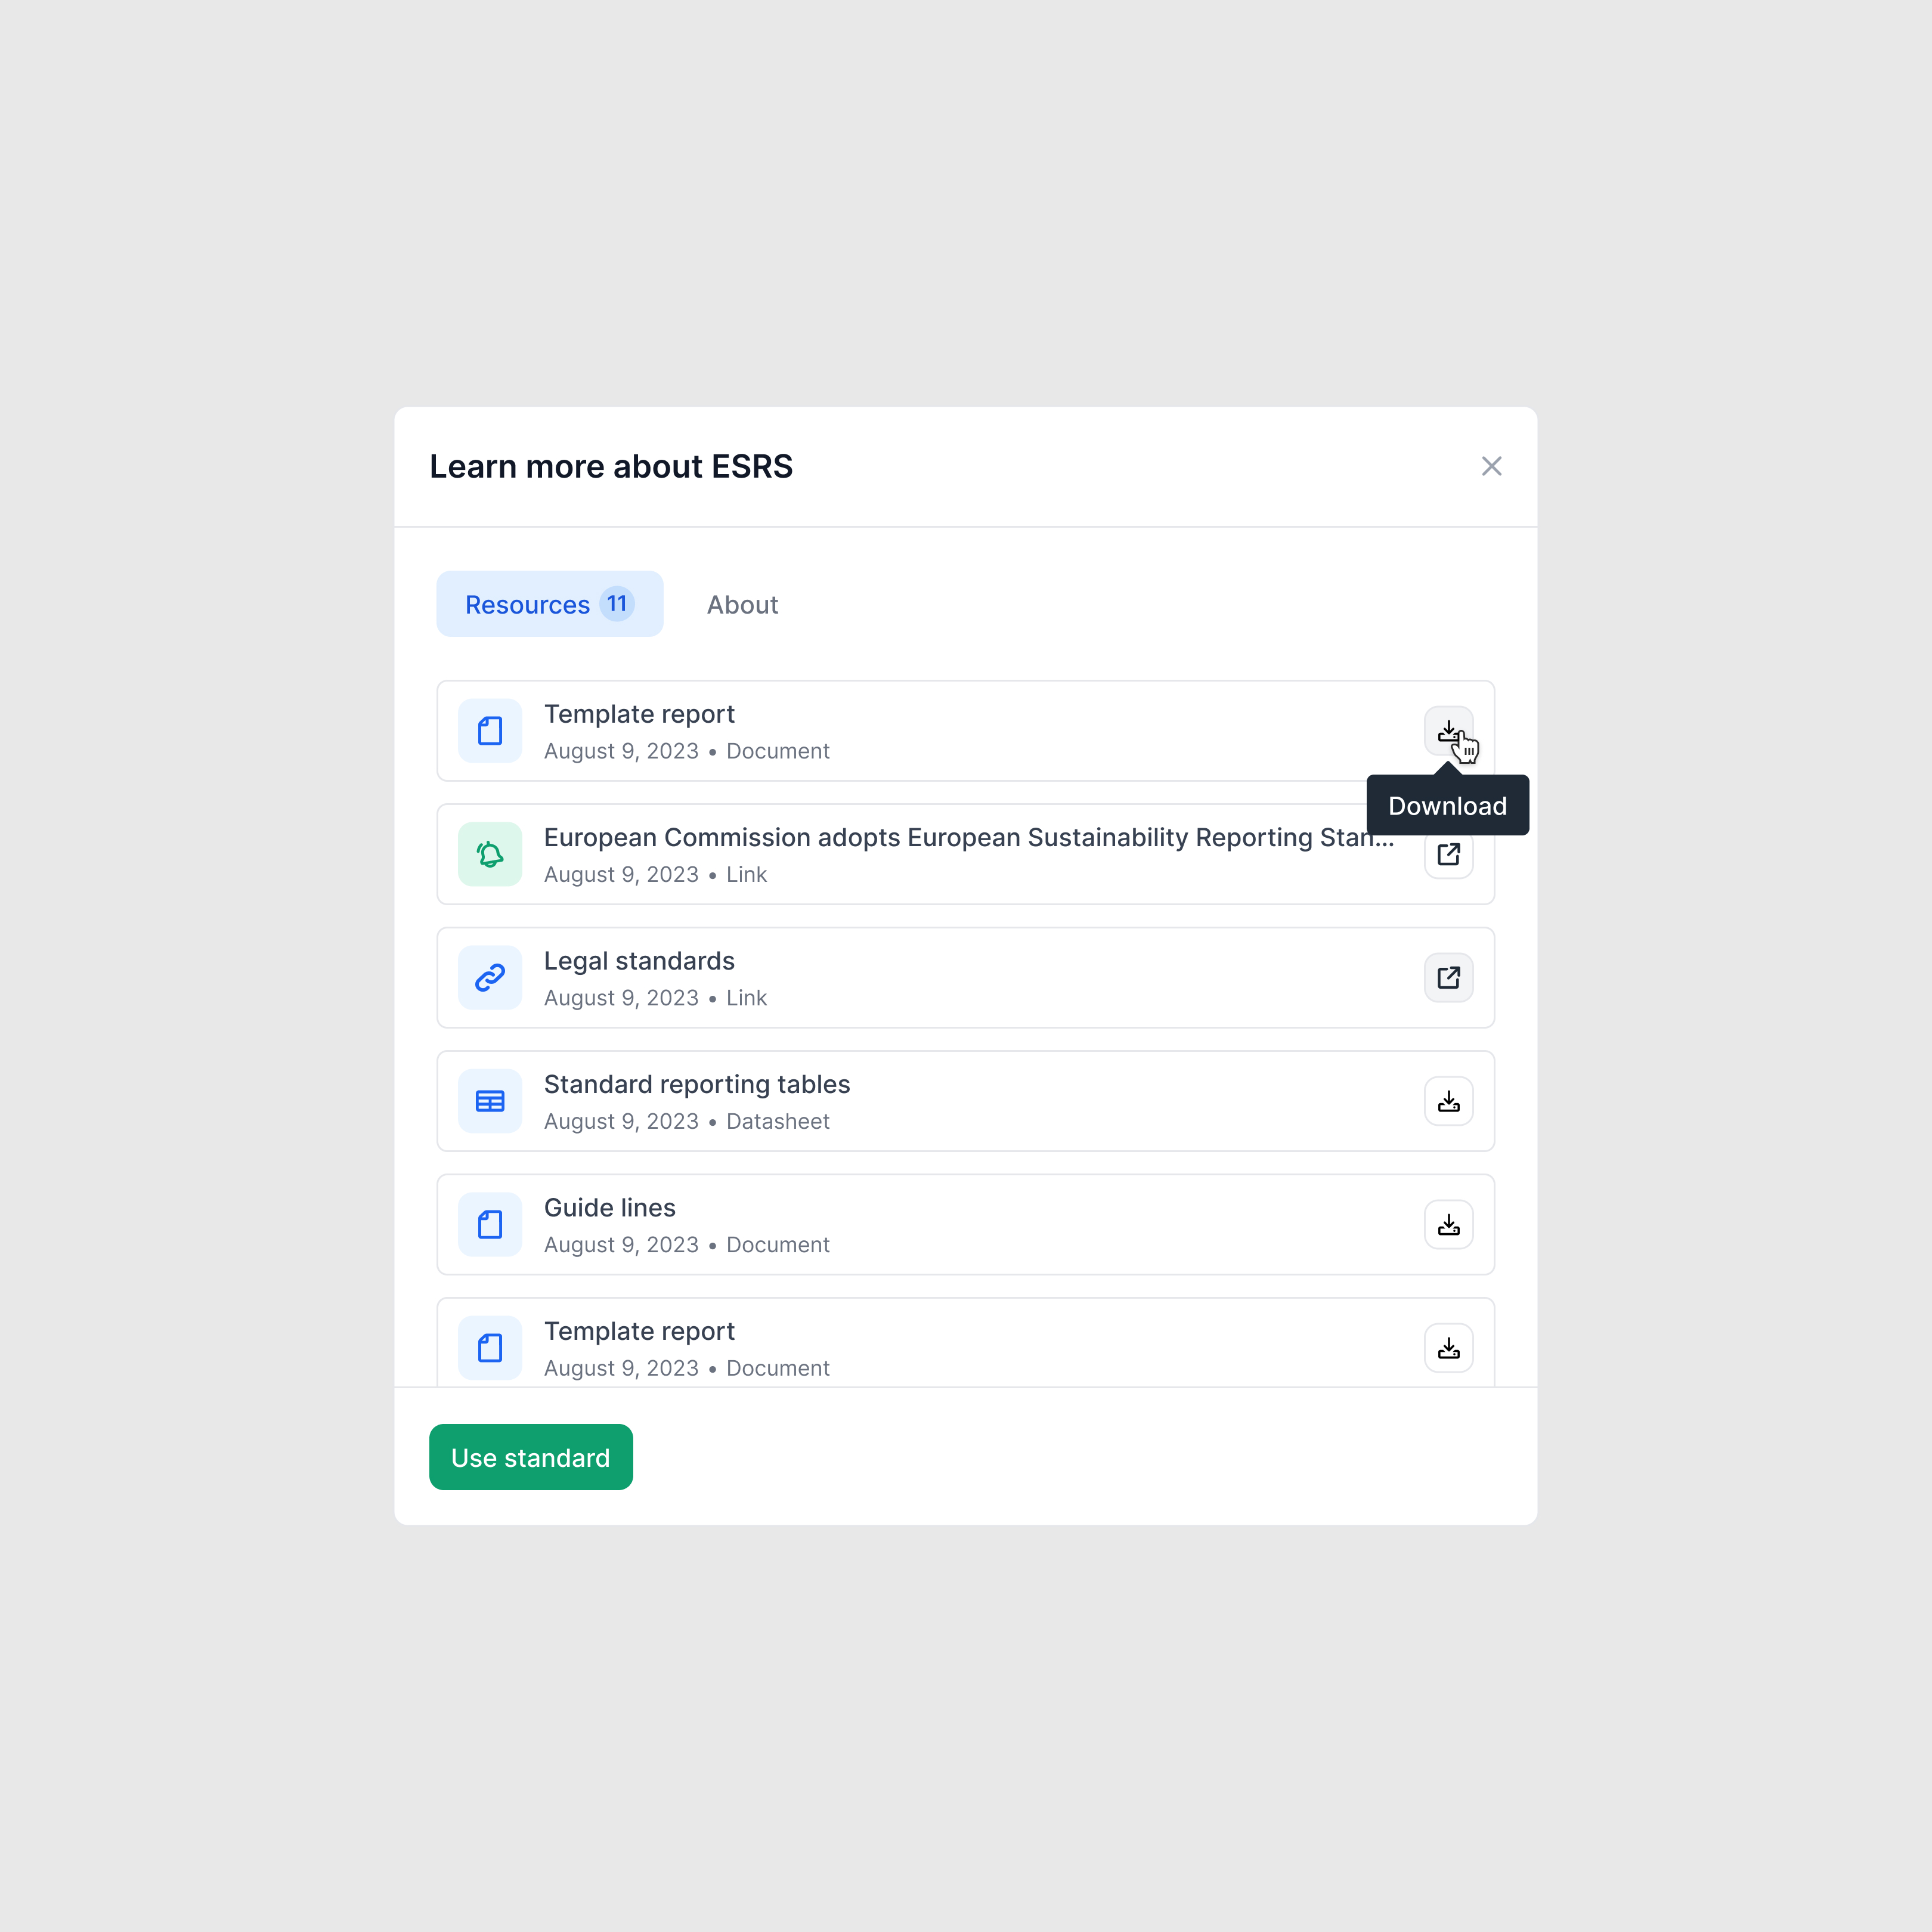 Learn more about ESRS
Resources 11
About
Template report
August 9, 2023 • Document
Download
European Commission adopts European Sustainability Reporting Stan...
August 9, 2023 • Link
Legal standards
August 9, 2023 • Link
Standard reporting tables
August 9, 2023 • Datasheet
Guide lines
August 9, 2023 • Document
Template report
August 9, 2023 • Document
Use standard